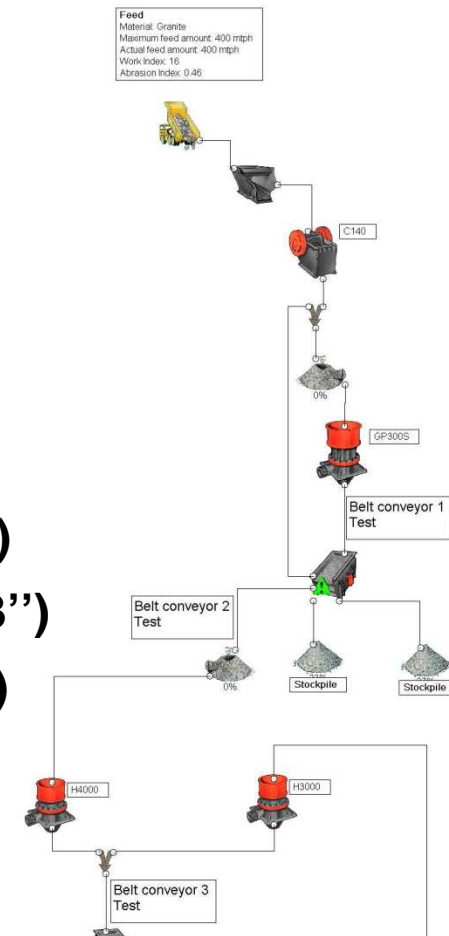 Feed
Material: Granite
Maximum feed amount: 400 mtph
Actual feed amount: 400 mtph
Work Index: 16
Abrasion Index: 0.46
C140
0%
GP300S
Belt conveyor 1
Test
)
3’’)
)
Belt conveyor 2
Test
0%
Stockpile
Stockpile
H4000
H3000
Belt conveyor 3
Test